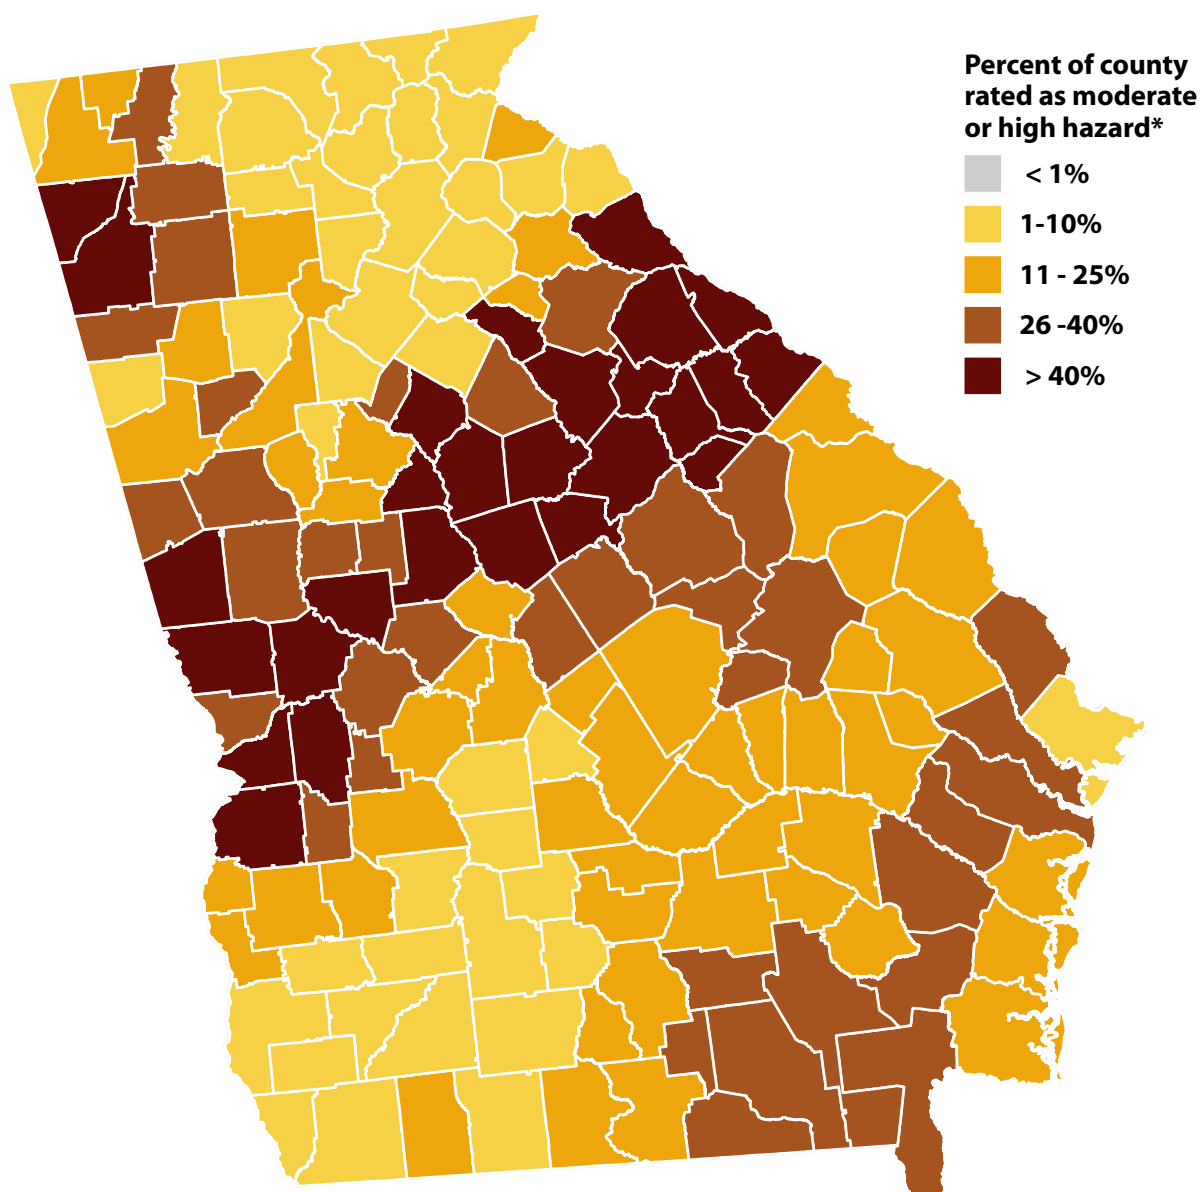 Percent of county
rated as moderate
or high hazard*
< 1%
1-10%
11 - 25%
26 -40%
> 40%